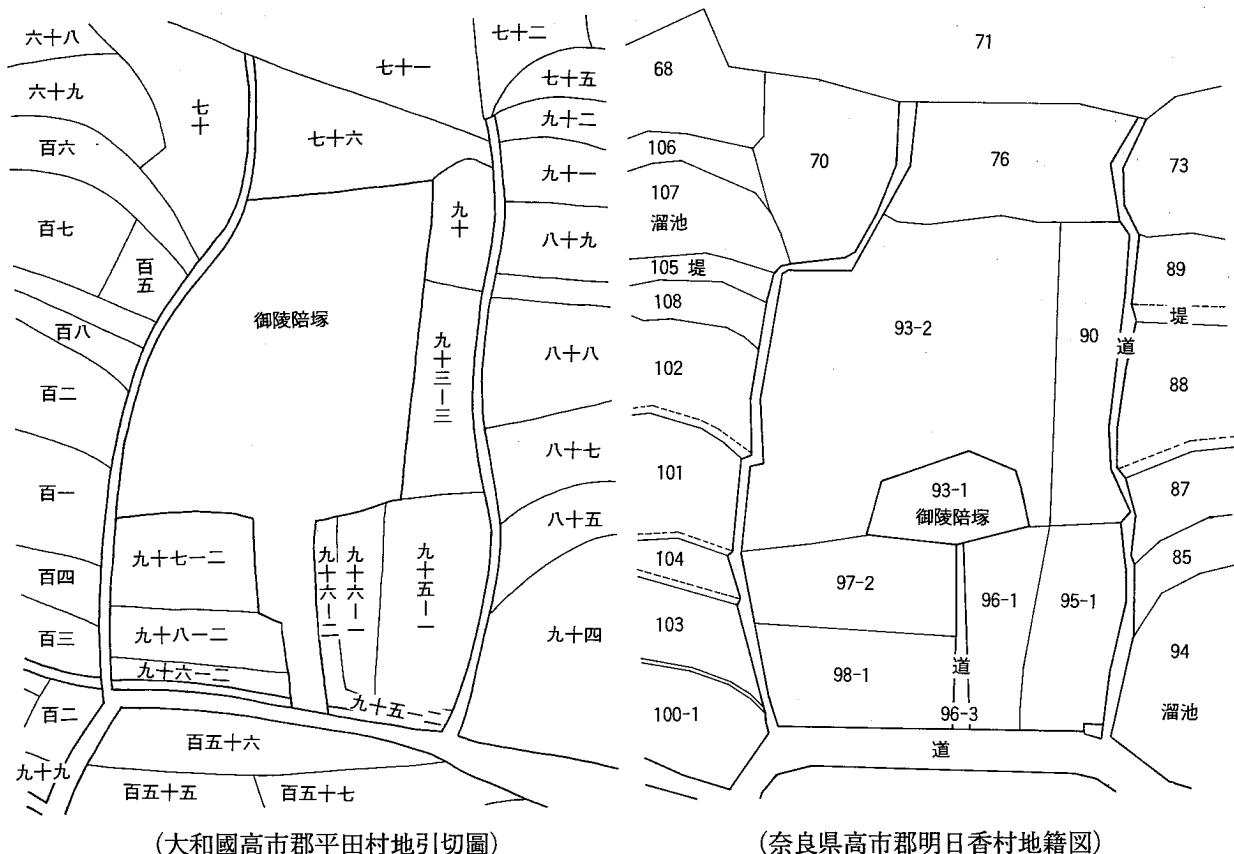 六十八
六十九
七十
七十一
七十二
七十五
七十六
九十二
九十一
九十
八十九
百六
百七
百五
百八
百二
百一
百四
百三
百二
九十九
御陵陪塚
九十三ー三
八十八
八十七
八十五
九十四
九十七ー二
九十八ー二
九十六ー二
九十六ー二
九十六ー一
九十五ー一
九十五ー二
百五十六
百五十五
百五十七
(大和國高市郡平田村地引切圖)
71
68
70
76
73
106
107
溜池
105 堤
108
102
101
104
103
100-1
93-2
90
道
89
堤
88
87
85
94
溜池
93-1
御陵陪塚
97-2
96-1
95-1
98-1
道
96-3
道
(奈良県高市郡明日香村地籍図)